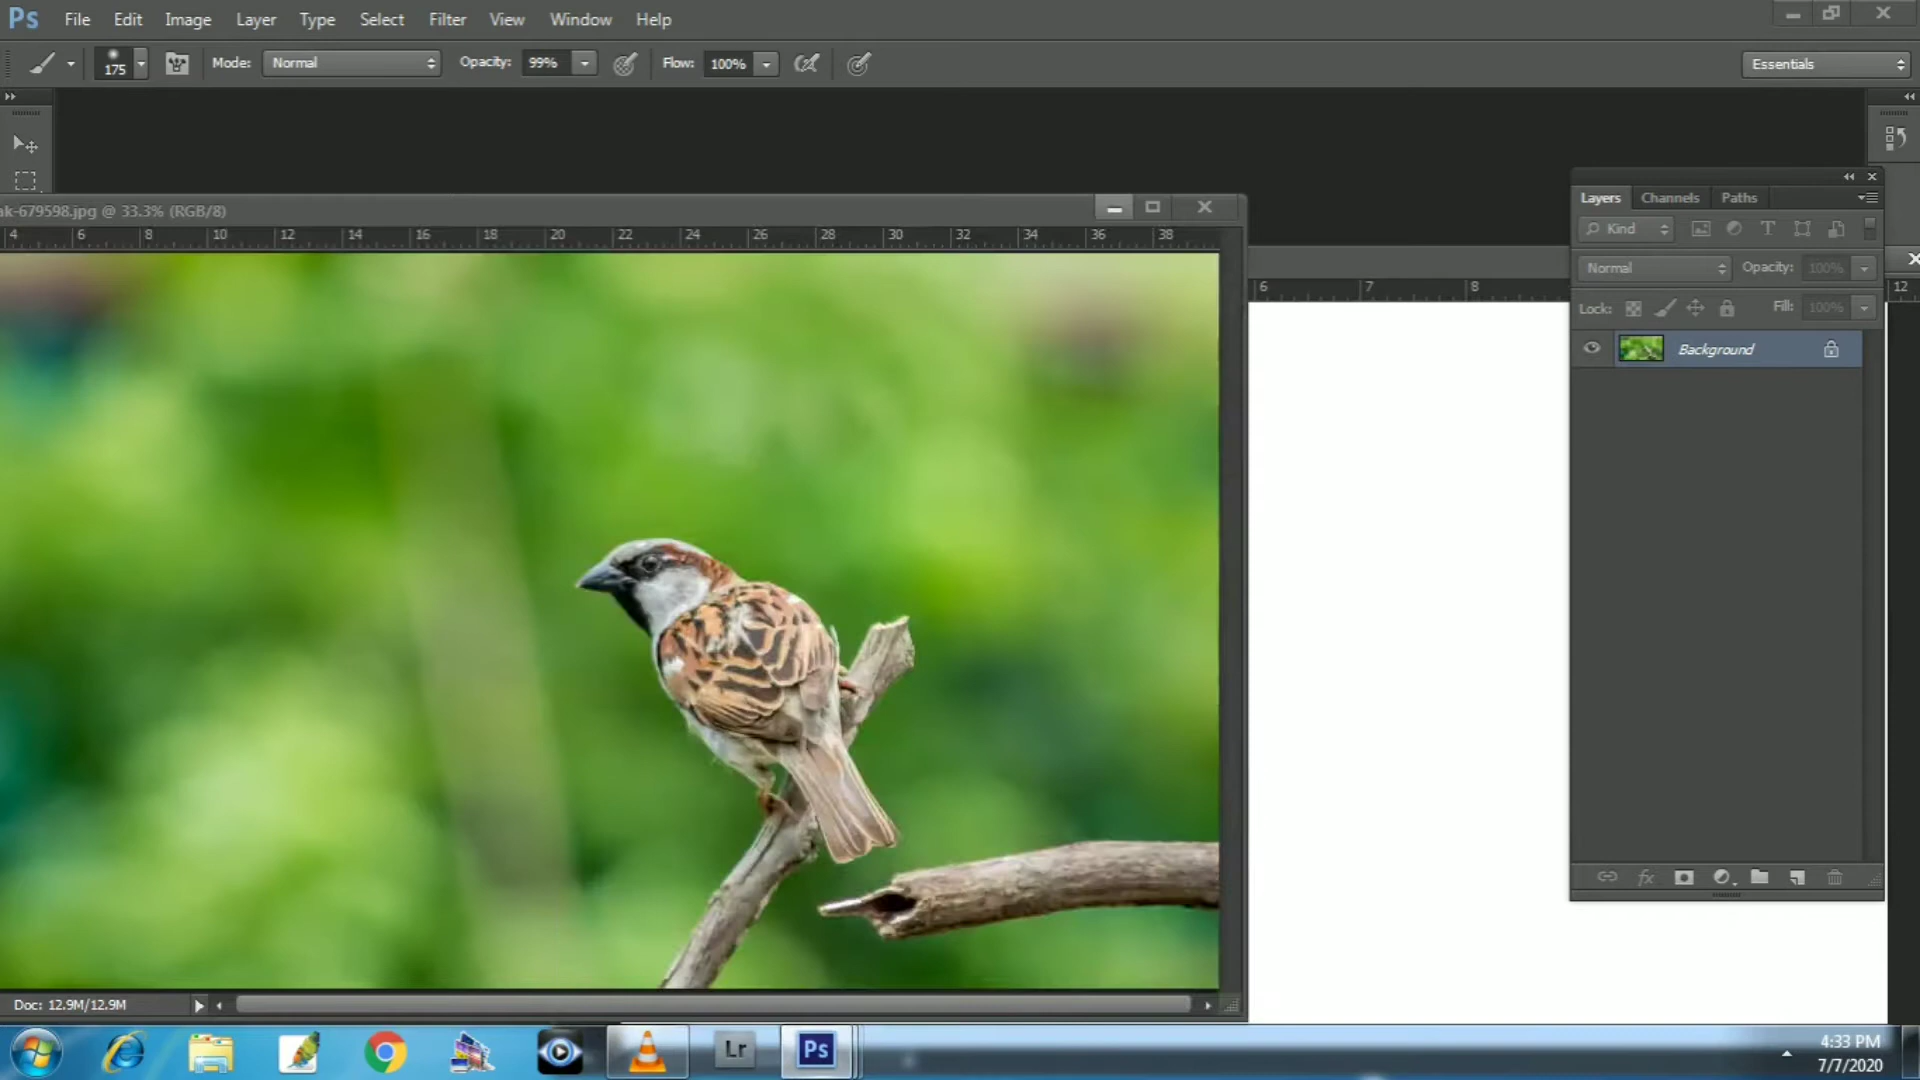 Ps File Edit Image Layer Type Select Filter View Window Help
175 Mode: Normal Opacity: 99% Flow: 100% Essentials
ak-679598.jpg @ 33.3% (RGB/8)
4 6 8 10 12 14 16 18 20 22 24 26 28 30 32 34 36 38
6 7 8 12
Layers Channels Paths
Kind
Normal Opacity: 100%
Lock: Fill: 100%
Background
fx
Doc: 12.9M/12.9M
Lr Ps
4:33 PM
7/7/2020